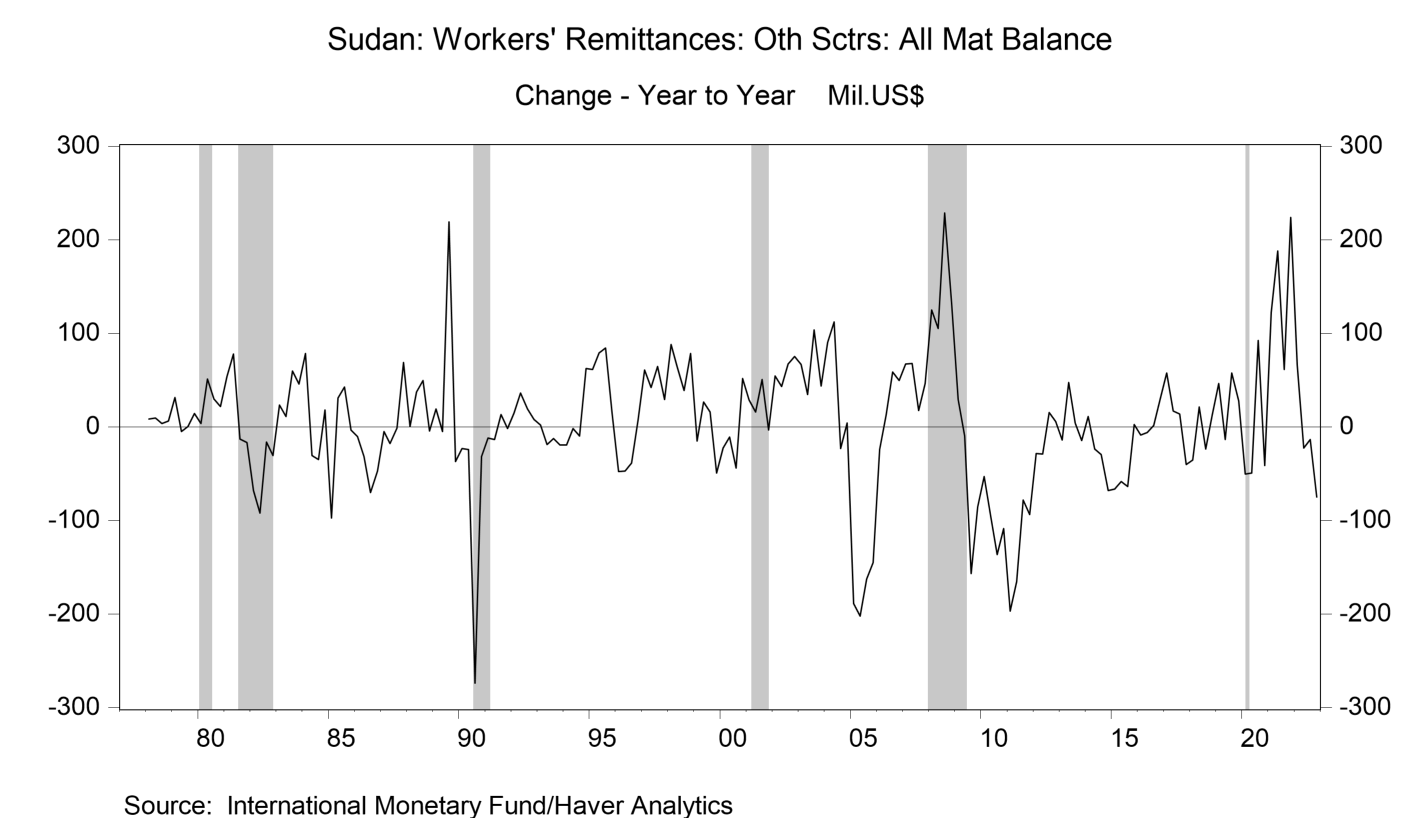 Sudan: Workers' Remittances: Oth Sctrs: All Mat Balance
Change - Year to Year Mil.US$
300 300
200 200
100 100
0 0
-100 -100
-200 -200
-300 -300
80 85 90 95 00 05 10 15 20
Source: International Monetary Fund/Haver Analytics